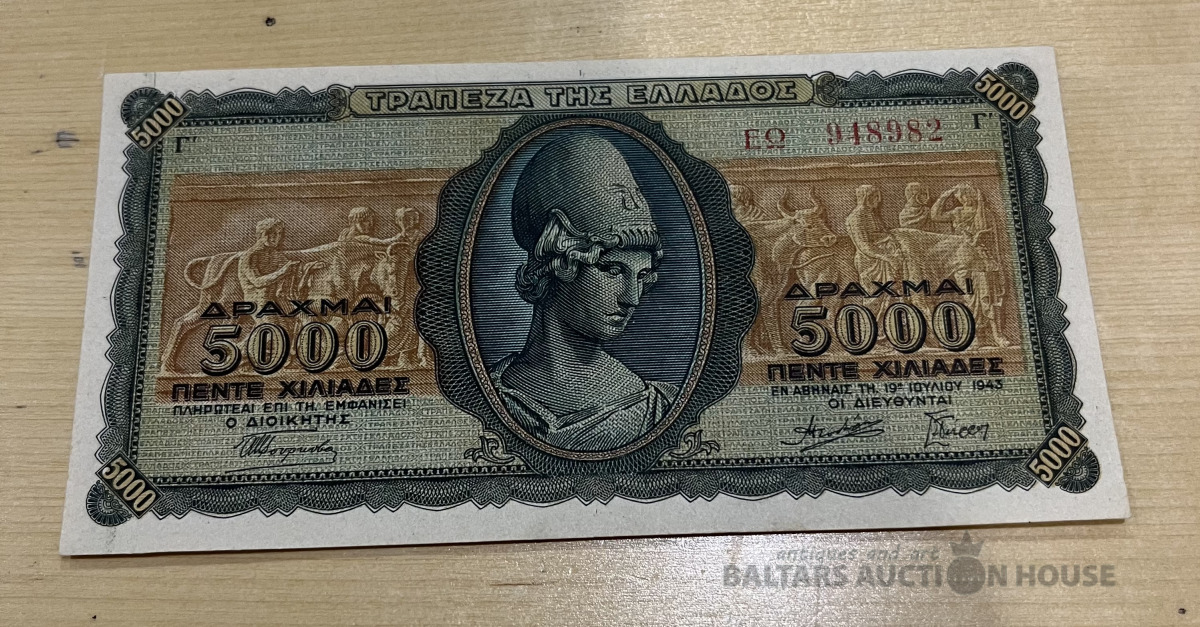 5000
ΤΡΑΠΕΖΑ ΤΗΣ ΕΛΛΑΔΟΣ
5000
Γ'
ΕΩ 948982
Γ'
ΔΡΑΧΜΑΙ
5000
ΠΕΝΤΕ ΧΙΛΙΑΔΕΣ
ΠΛΗΡΩΤΕΑΙ ΕΠΙ ΤΗ ΕΜΦΑΝΙΣΕΙ
Ο ΔΙΟΙΚΗΤΗΣ
ΔΡΑΧΜΑΙ
5000
ΠΕΝΤΕ ΧΙΛΙΑΔΕΣ
ΕΝ ΑΘΗΝΑΙΣ ΤΗ 19ῃ ΙΟΥΛΙΟΥ 1943
ΟΙ ΔΙΕΥΘΥΝΤΑΙ
5000
5000
antiques and art
BALTARS AUCTION HOUSE